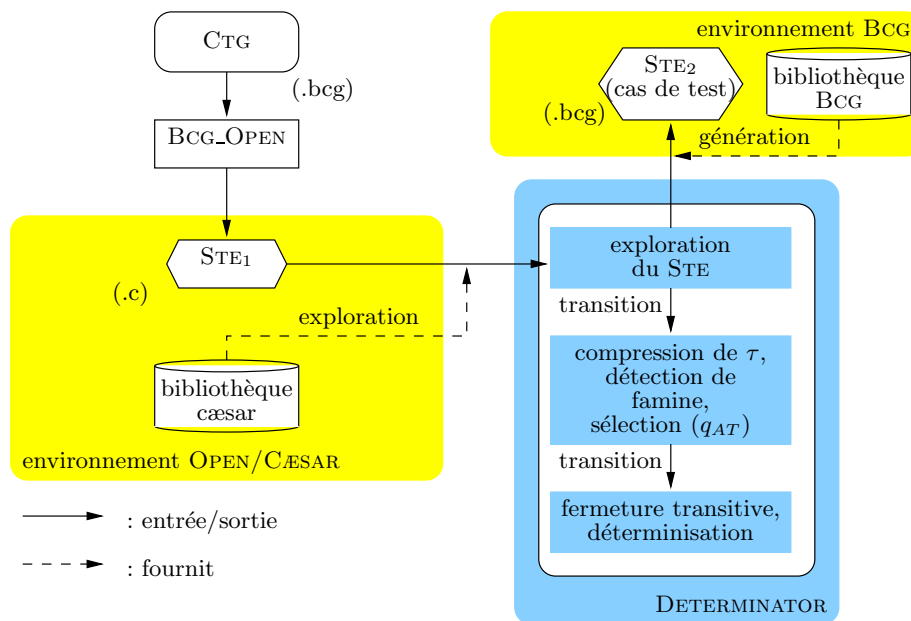 CTG
(.bcg)
BCG_OPEN
STE1
(.c)
exploration
bibliothèque
cæsar
environnement OPEN/CÆSAR
: entrée/sortie
: fournit
environnement BCG
STE2
(cas de test)
(.bcg)
bibliothèque
BCG
génération
exploration
du STE
transition
compression de τ,
détection de
famine,
sélection (qAT)
transition
fermeture transitive,
déterminisation
DETERMINATOR